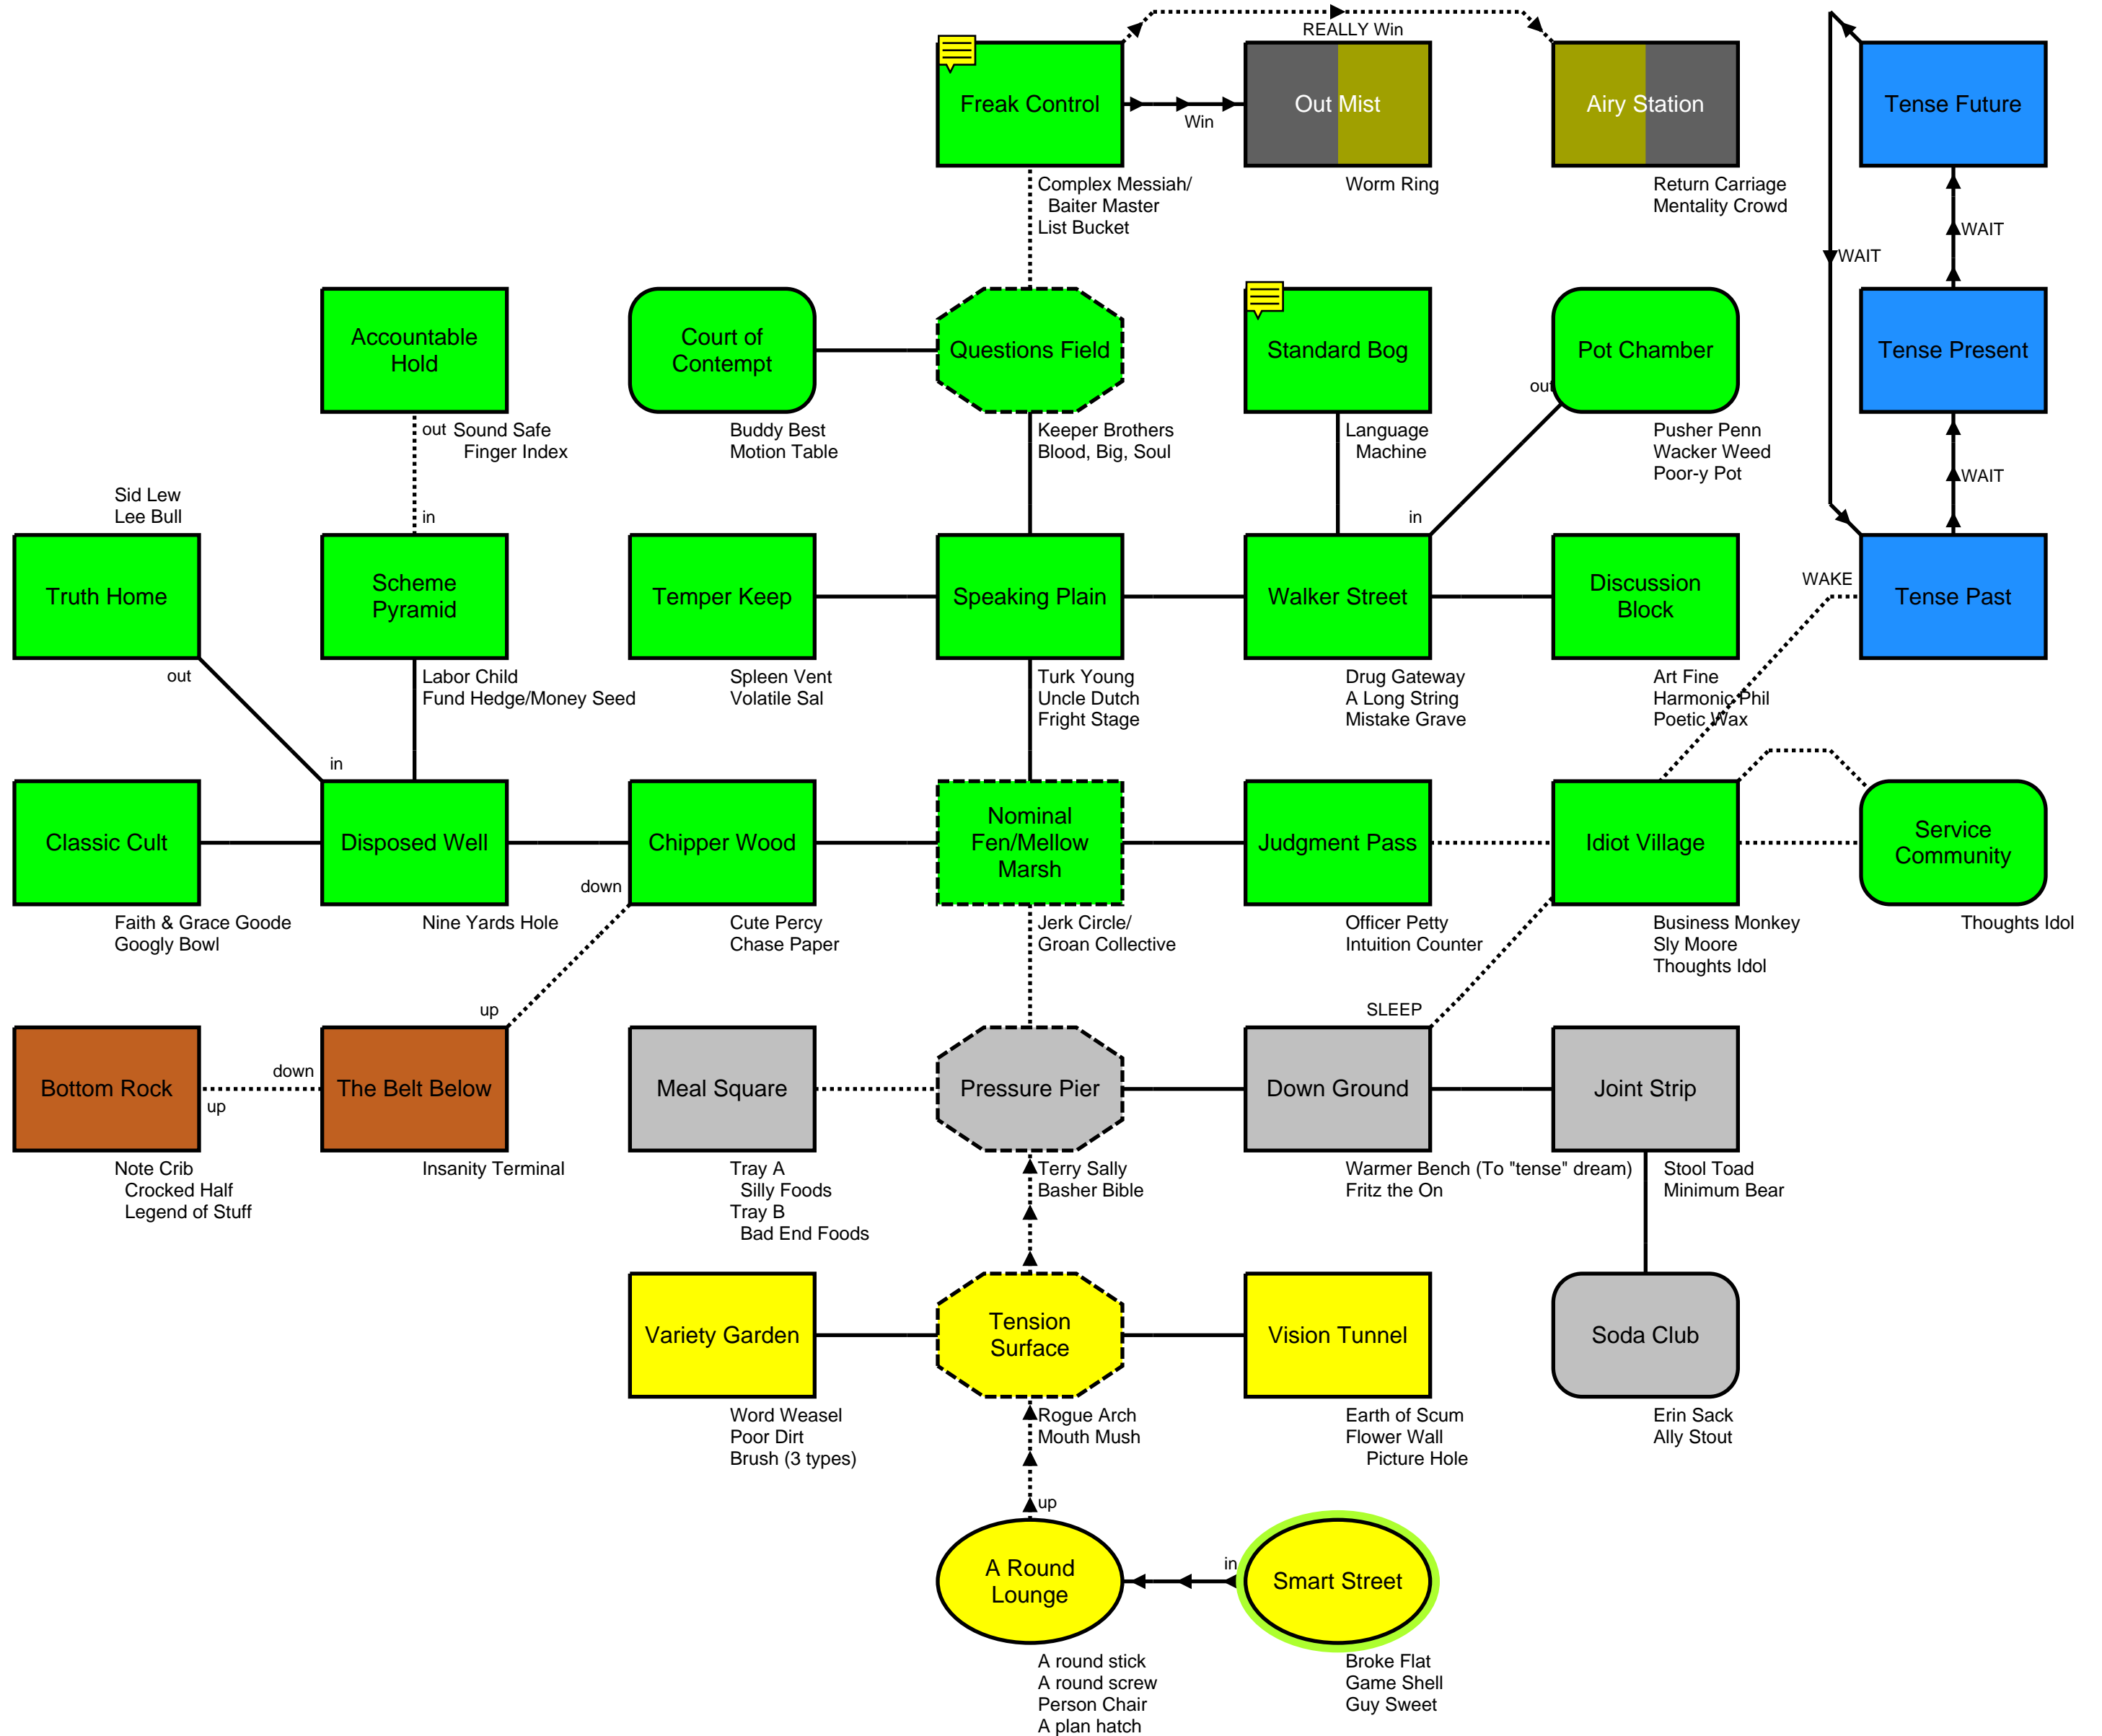 REALLY Win
Freak Control
Out Mist
Airy Station
Tense Future
Win
Complex Messiah/
Baiter Master
List Bucket
Worm Ring
Return Carriage
Mentality Crowd
WAIT
WAIT
Accountable
Hold
Court of
Contempt
Questions Field
Standard Bog
Pot Chamber
Tense Present
out
out Sound Safe
Finger Index
Buddy Best
Motion Table
Keeper Brothers
Blood, Big, Soul
Language
Machine
Pusher Penn
Wacker Weed
Poor-y Pot
WAIT
Sid Lew
Lee Bull
in
in
Truth Home
Scheme
Pyramid
Temper Keep
Speaking Plain
Walker Street
Discussion
Block
WAKE
Tense Past
out
Labor Child
Fund Hedge/Money Seed
Spleen Vent
Volatile Sal
Turk Young
Uncle Dutch
Fright Stage
Drug Gateway
A Long String
Mistake Grave
Art Fine
Harmonic Phil
Poetic Wax
in
Classic Cult
Disposed Well
Chipper Wood
Nominal
Fen/Mellow
Marsh
Judgment Pass
Idiot Village
Service
Community
down
Faith & Grace Goode
Googly Bowl
Nine Yards Hole
Cute Percy
Chase Paper
Jerk Circle/
Groan Collective
Officer Petty
Intuition Counter
Business Monkey
Sly Moore
Thoughts Idol
Thoughts Idol
up
SLEEP
Bottom Rock
down
up
The Belt Below
Meal Square
Pressure Pier
Down Ground
Joint Strip
Note Crib
Crocked Half
Legend of Stuff
Insanity Terminal
Tray A
Silly Foods
Tray B
Bad End Foods
Terry Sally
Basher Bible
Warmer Bench (To "tense" dream)
Fritz the On
Stool Toad
Minimum Bear
Variety Garden
Tension
Surface
Vision Tunnel
Soda Club
Word Weasel
Poor Dirt
Brush (3 types)
Rogue Arch
Mouth Mush
Earth of Scum
Flower Wall
Picture Hole
Erin Sack
Ally Stout
up
A Round
Lounge
in
Smart Street
A round stick
A round screw
Person Chair
A plan hatch
Broke Flat
Game Shell
Guy Sweet